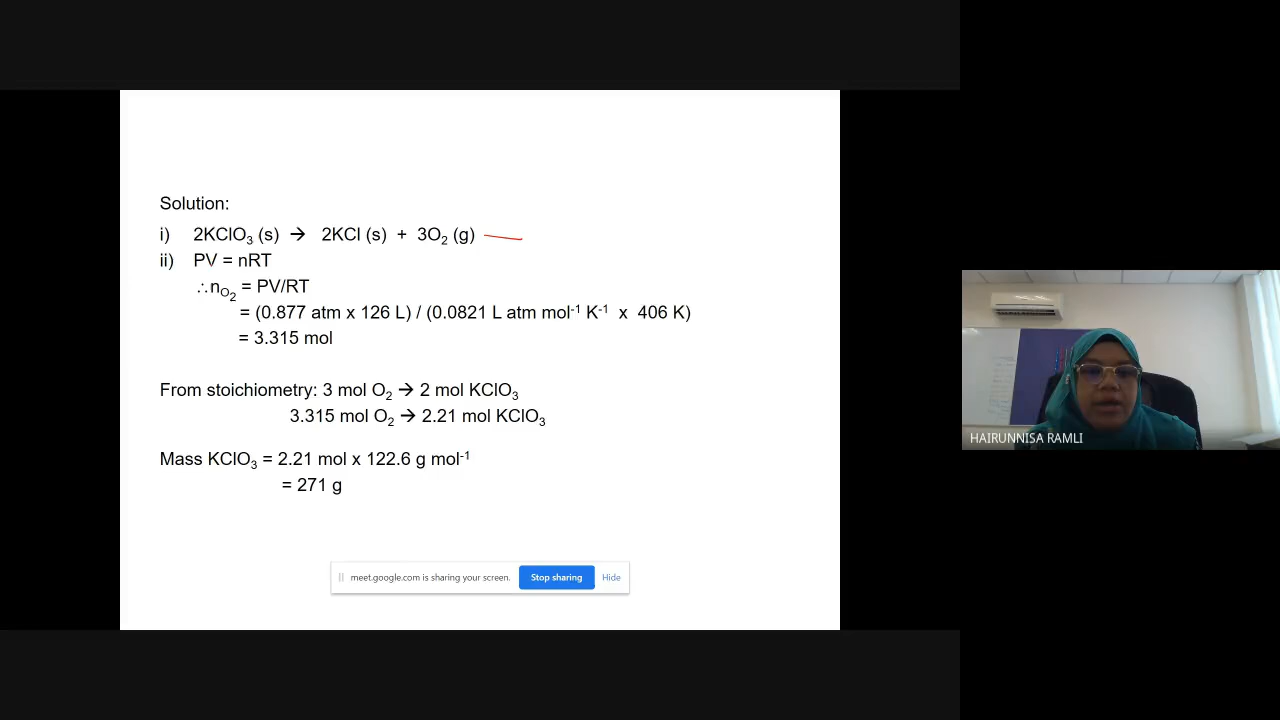 Solution:
i) 2KClO₃ (s) → 2KCl (s) + 3O₂ (g)
ii) PV = nRT
∴n_O₂ = PV/RT
= (0.877 atm x 126 L) / (0.0821 L atm mol⁻¹ K⁻¹ x 406 K)
= 3.315 mol
From stoichiometry: 3 mol O₂ → 2 mol KClO₃
3.315 mol O₂ → 2.21 mol KClO₃
Mass KClO₃ = 2.21 mol x 122.6 g mol⁻¹
= 271 g
meet.google.com is sharing your screen. Stop sharing Hide
HAIRUNNISA RAMLI